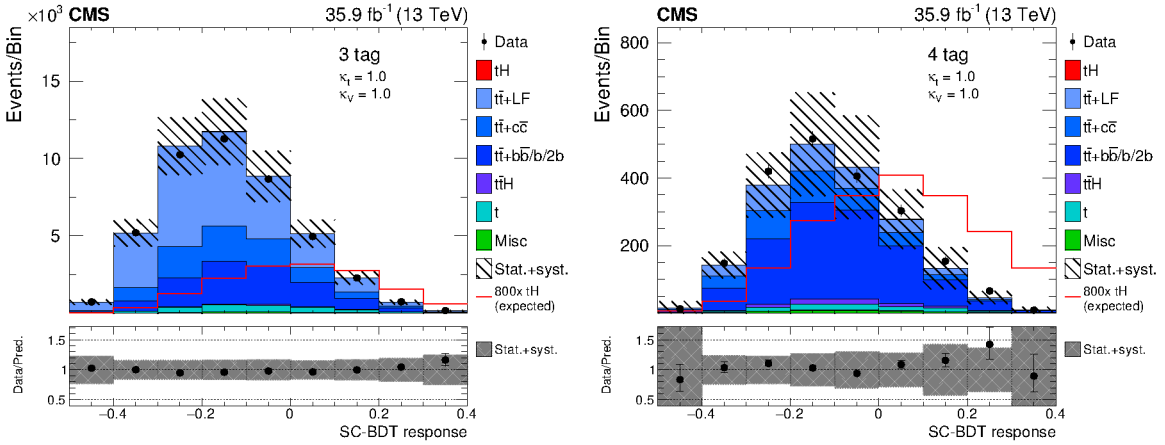 ×10³ CMS 35.9 fb⁻¹ (13 TeV)
Events/Bin
15
10
5
3 tag
κt = 1.0
κV = 1.0
Data
tH
tt̄+LF
tt̄+cc̄
tt̄+bb̄/b/2b
tt̄H
t
Misc
Stat.+syst.
800x tH
(expected)
Data/Pred.
1.5
1
0.5
Stat.+syst.
−0.4 −0.2 0 0.2 0.4
SC-BDT response
CMS 35.9 fb⁻¹ (13 TeV)
Events/Bin
800
600
400
200
4 tag
κt = 1.0
κV = 1.0
Data
tH
tt̄+LF
tt̄+cc̄
tt̄+bb̄/b/2b
tt̄H
t
Misc
Stat.+syst.
800x tH
(expected)
Data/Pred.
1.5
1
0.5
Stat.+syst.
−0.4 −0.2 0 0.2 0.4
SC-BDT response